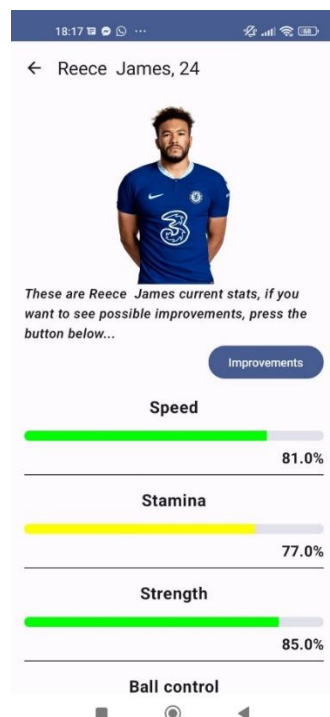 18:17
Reece James, 24
3
These are Reece James current stats, if you
want to see possible improvements, press the
button below...
Improvements
Speed
81.0%
Stamina
77.0%
Strength
85.0%
Ball control